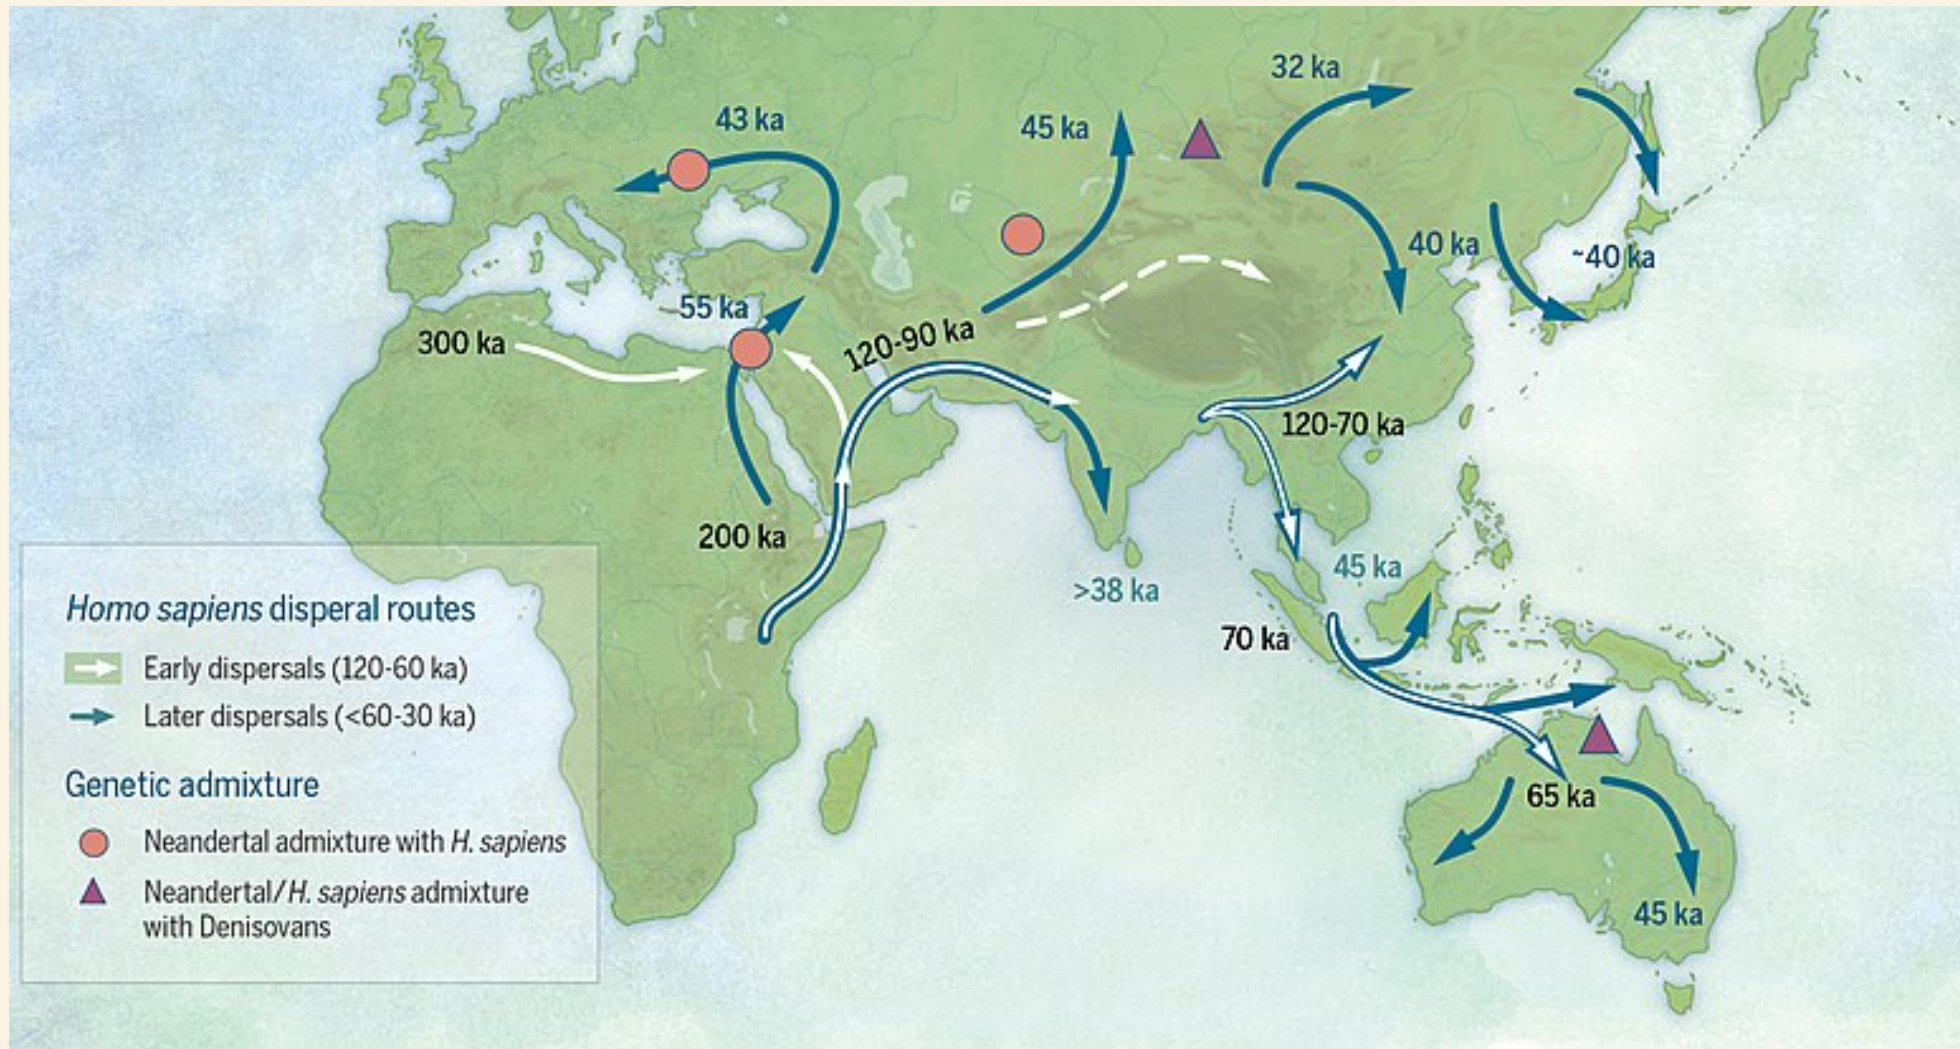 32 ka
43 ka
45 ka
40 ka
~40 ka
55 ka
300 ka
120-90 ka
120-70 ka
200 ka
>38 ka
45 ka
70 ka
65 ka
45 ka
Homo sapiens disperal routes
Early dispersals (120-60 ka)
Later dispersals (<60-30 ka)
Genetic admixture
Neandertal admixture with H. sapiens
Neandertal/H. sapiens admixture
with Denisovans